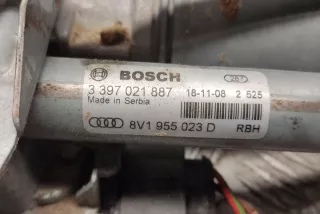 BOSCH
3 397 021 887 18-11-08 2 525
Made in Serbia
8V1 955 023 D RBH